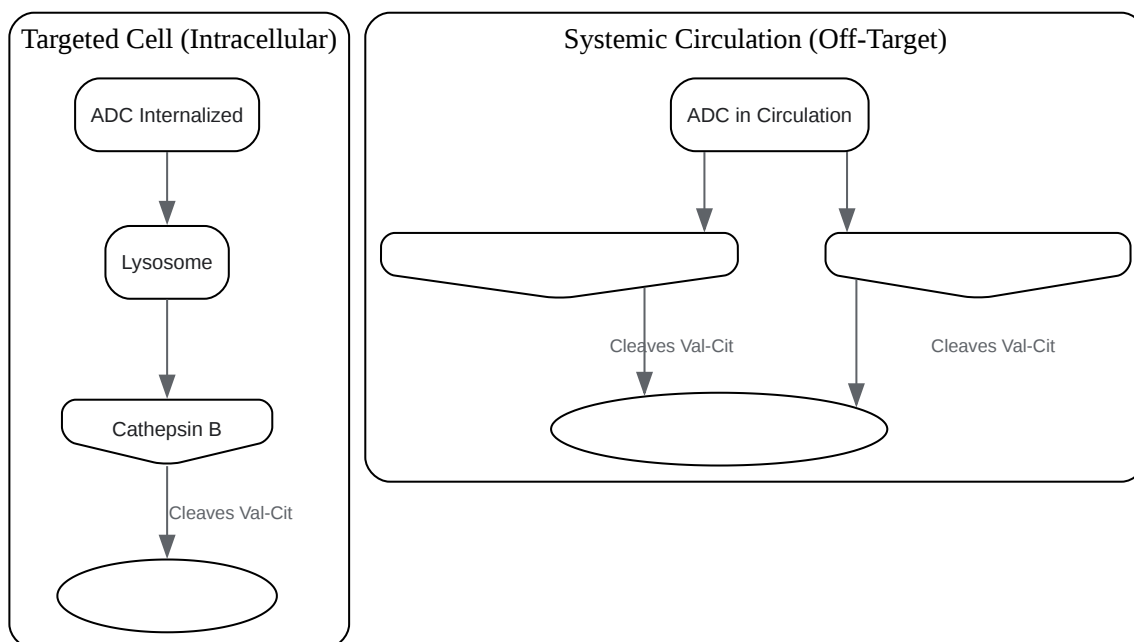 Targeted Cell (Intracellular)
ADC Internalized
Lysosome
Cathepsin B
Cleaves Val-Cit
Systemic Circulation (Off-Target)
ADC in Circulation
Cleaves Val-Cit
Cleaves Val-Cit